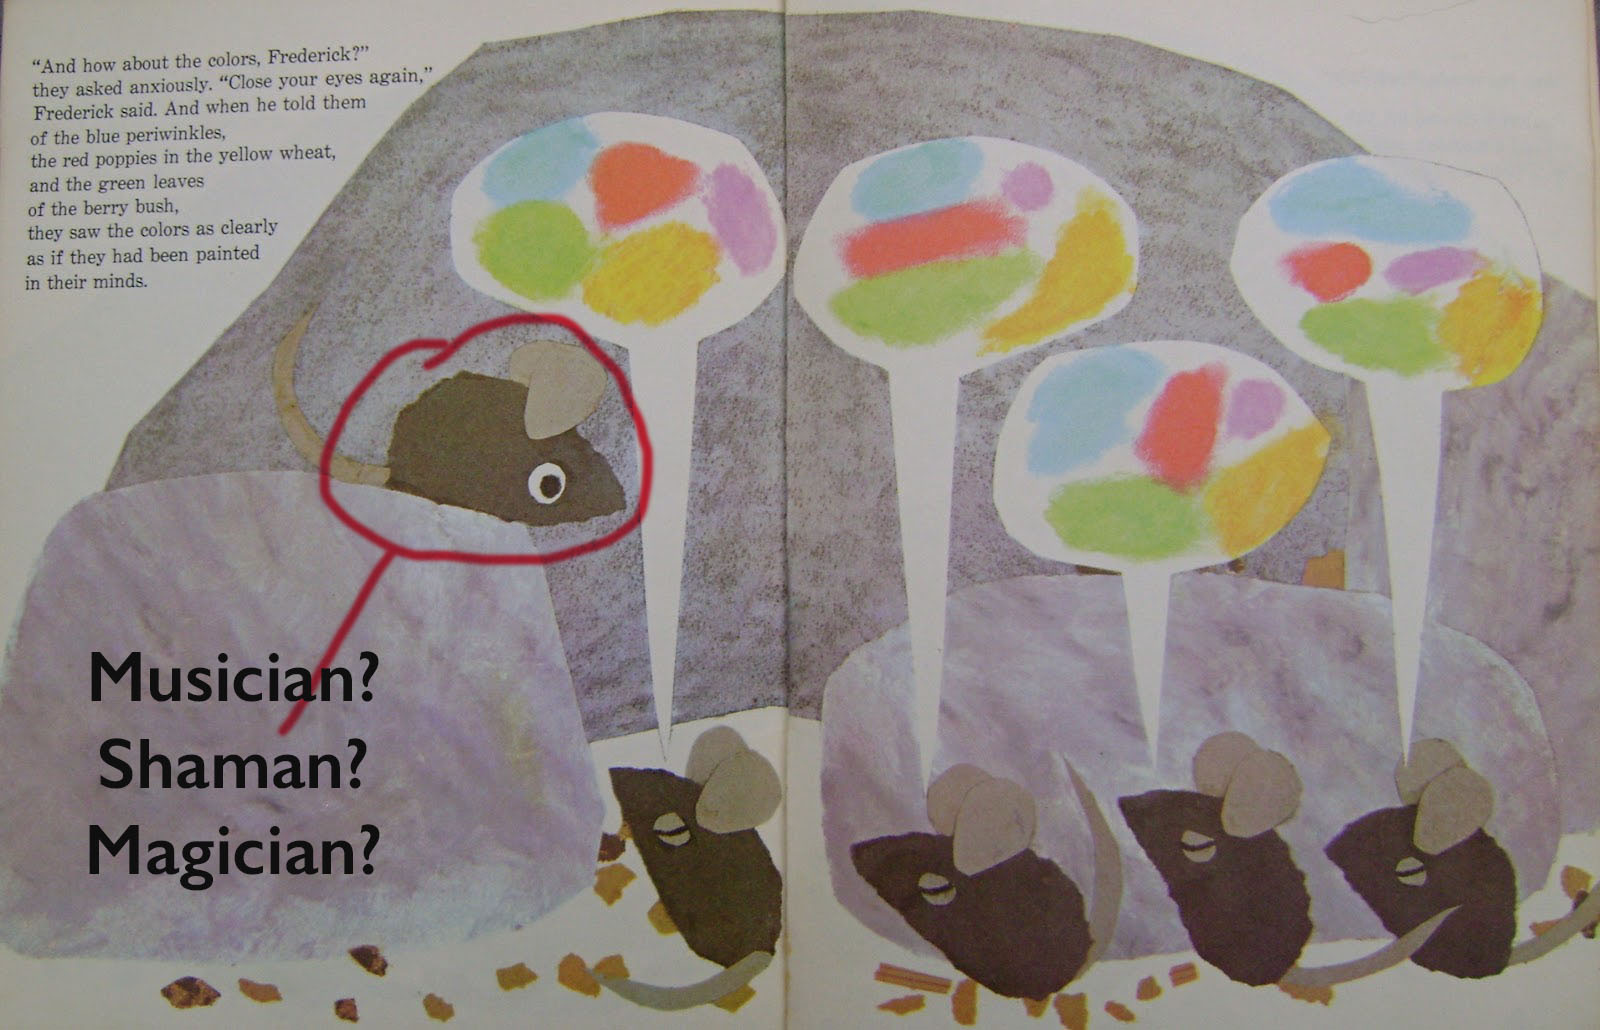 “And how about the colors, Frederick?”
they asked anxiously. “Close your eyes again,”
Frederick said. And when he told them
of the blue periwinkles,
the red poppies in the yellow wheat,
and the green leaves
of the berry bush,
they saw the colors as clearly
as if they had been painted
in their minds.
Musician?
Shaman?
Magician?